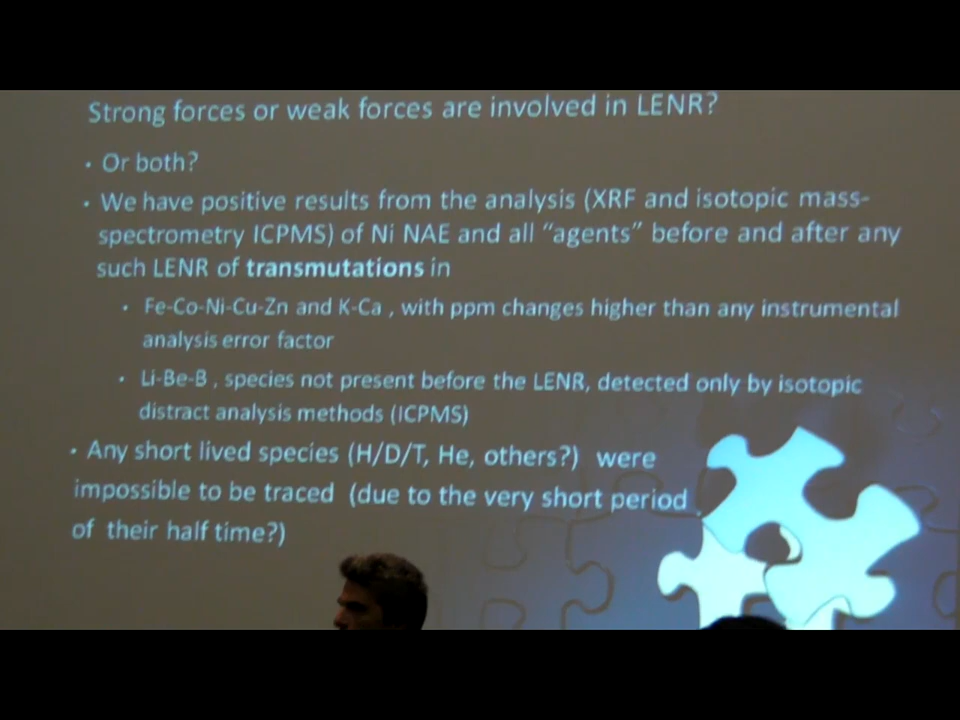 Strong forces or weak forces are involved in LENR?
• Or both?
• We have positive results from the analysis (XRF and isotopic mass-
spectrometry ICPMS) of Ni NAE and all "agents" before and after any
such LENR of transmutations in
• Fe-Co-Ni-Cu-Zn and K-Ca , with ppm changes higher than any instrumental
analysis error factor
• Li-Be-B , species not present before the LENR, detected only by isotopic
distract analysis methods (ICPMS)
• Any short lived species (H/D/T, He, others?) were
impossible to be traced (due to the very short period
of their half time?)